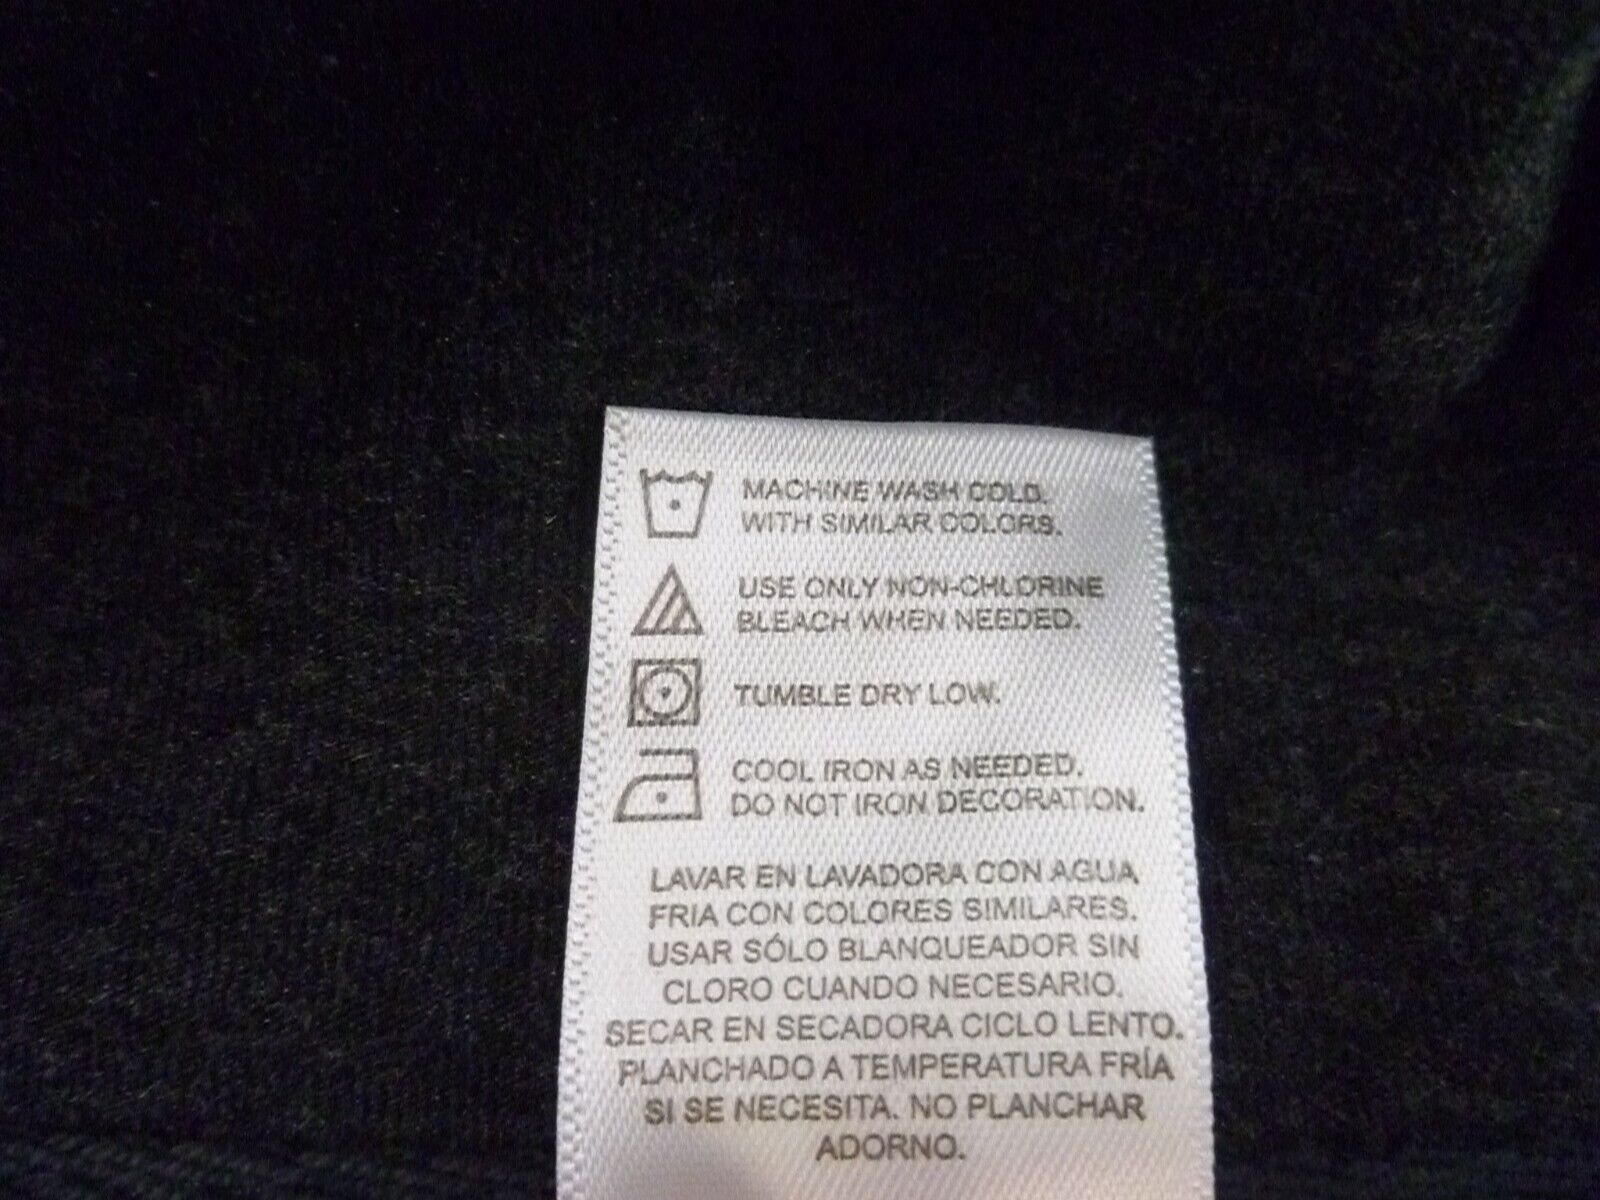 MACHINE WASH COLD.
WITH SIMILAR COLORS.
USE ONLY NON-CHLORINE
BLEACH WHEN NEEDED.
TUMBLE DRY LOW.
COOL IRON AS NEEDED.
DO NOT IRON DECORATION.
LAVAR EN LAVADORA CON AGUA
FRIA CON COLORES SIMILARES.
USAR SÓLO BLANQUEADOR SIN
CLORO CUANDO NECESARIO.
SECAR EN SECADORA CICLO LENTO.
PLANCHADO A TEMPERATURA FRÍA
SI SE NECESITA. NO PLANCHAR
ADORNO.